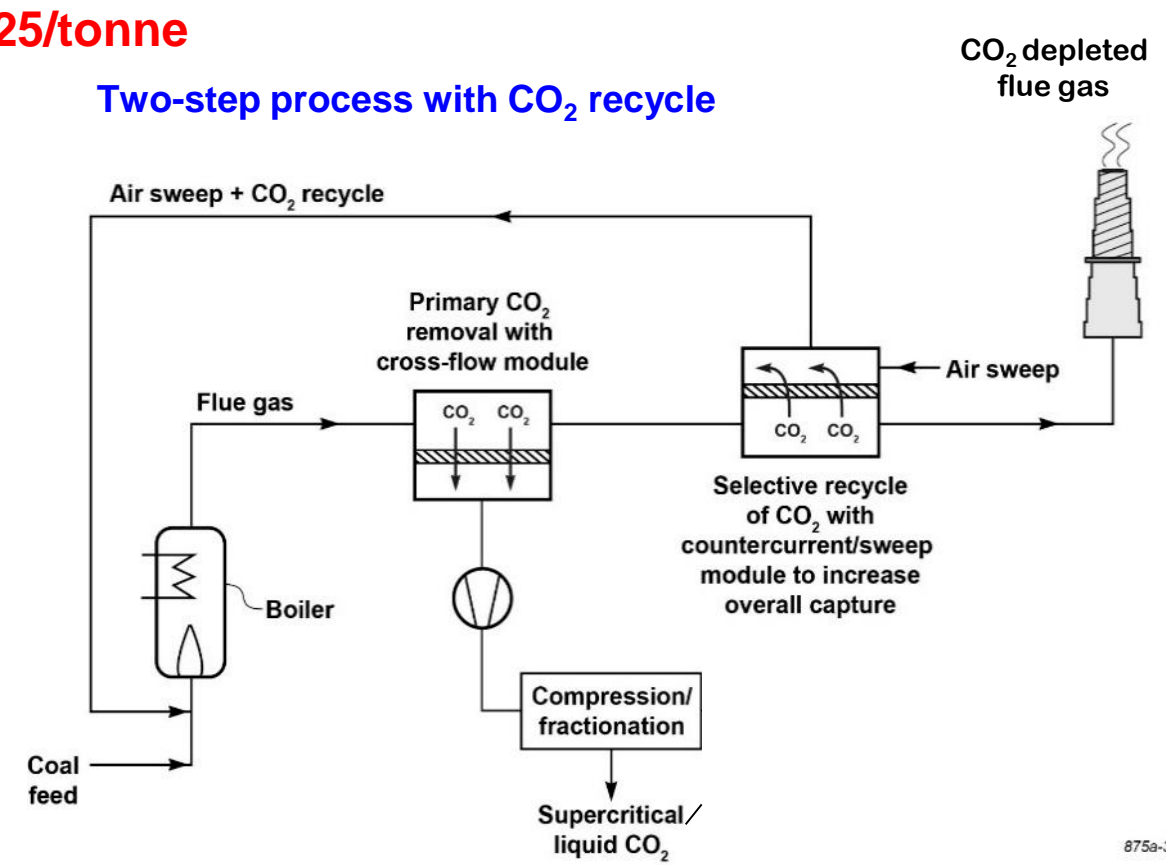 25/tonne
CO₂ depleted
flue gas
Two-step process with CO₂ recycle
Air sweep + CO₂ recycle
Primary CO₂
removal with
cross-flow module
Flue gas
CO₂ CO₂
Air sweep
CO₂ CO₂
Selective recycle
of CO₂ with
countercurrent/sweep
module to increase
overall capture
Boiler
Compression/
fractionation
Coal
feed
Supercritical/
liquid CO₂